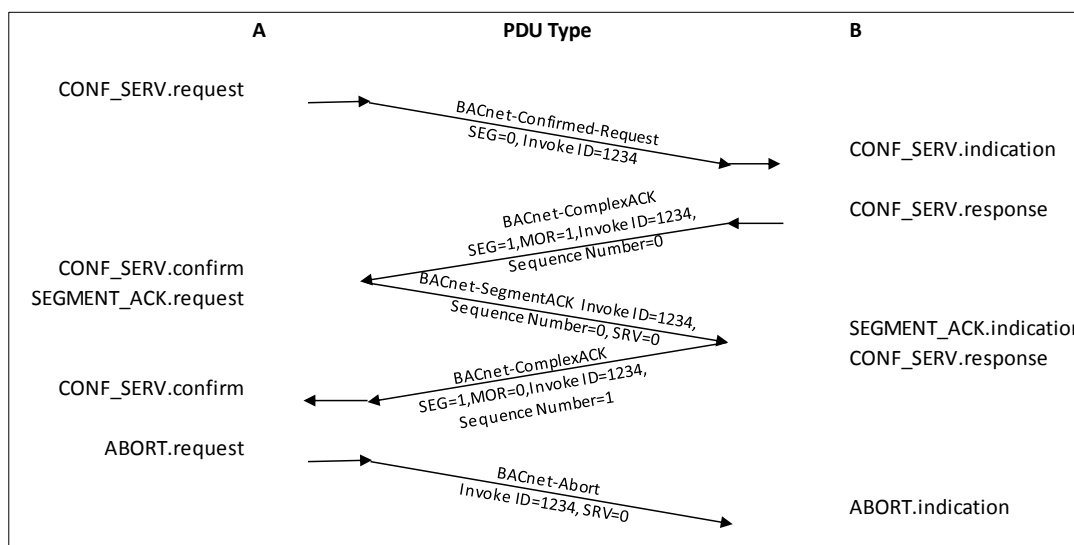 A PDU Type B
CONF_SERV.request
BACnet-Confirmed-Request
SEG=0, Invoke ID=1234
CONF_SERV.indication
CONF_SERV.response
BACnet-ComplexACK
SEG=1,MOR=1,Invoke ID=1234,
Sequence Number=0
CONF_SERV.confirm
SEGMENT_ACK.request
BACnet-SegmentACK Invoke ID=1234,
Sequence Number=0, SRV=0
SEGMENT_ACK.indication
CONF_SERV.response
BACnet-ComplexACK
SEG=1,MOR=0,Invoke ID=1234,
Sequence Number=1
CONF_SERV.confirm
ABORT.request
BACnet-Abort
Invoke ID=1234, SRV=0
ABORT.indication